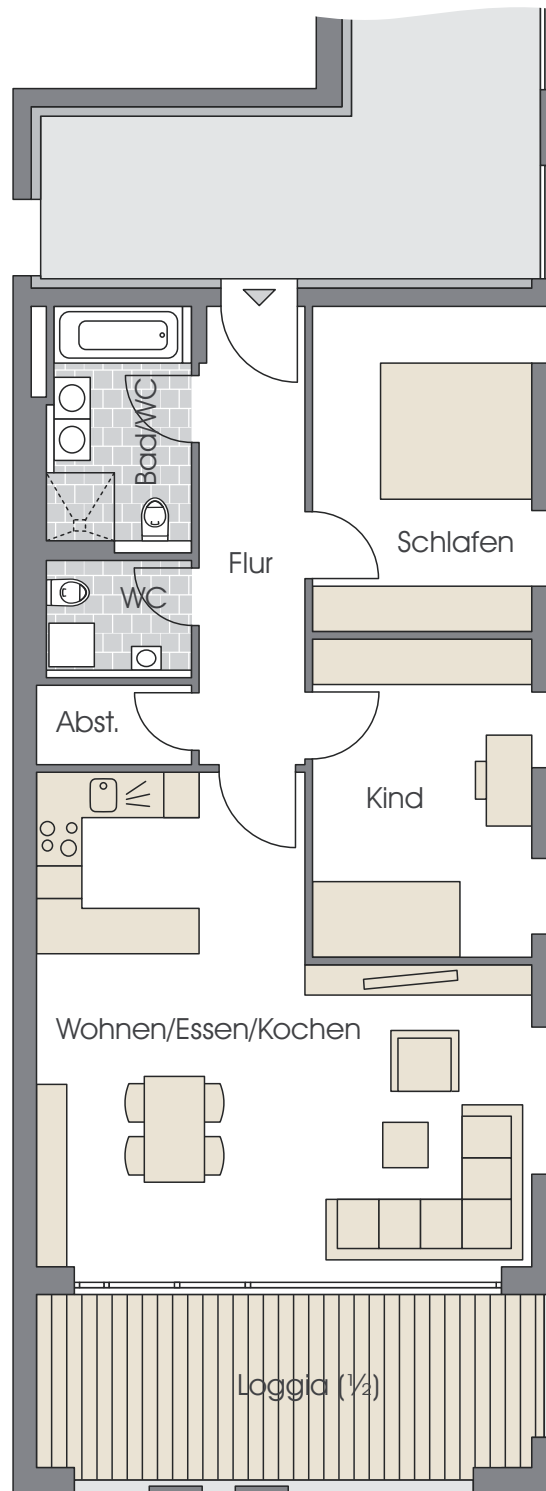 Bad/WC
Schlafen
Flur
WC
Abst.
Kind
Wohnen/Essen/Kochen
Loggia (½)